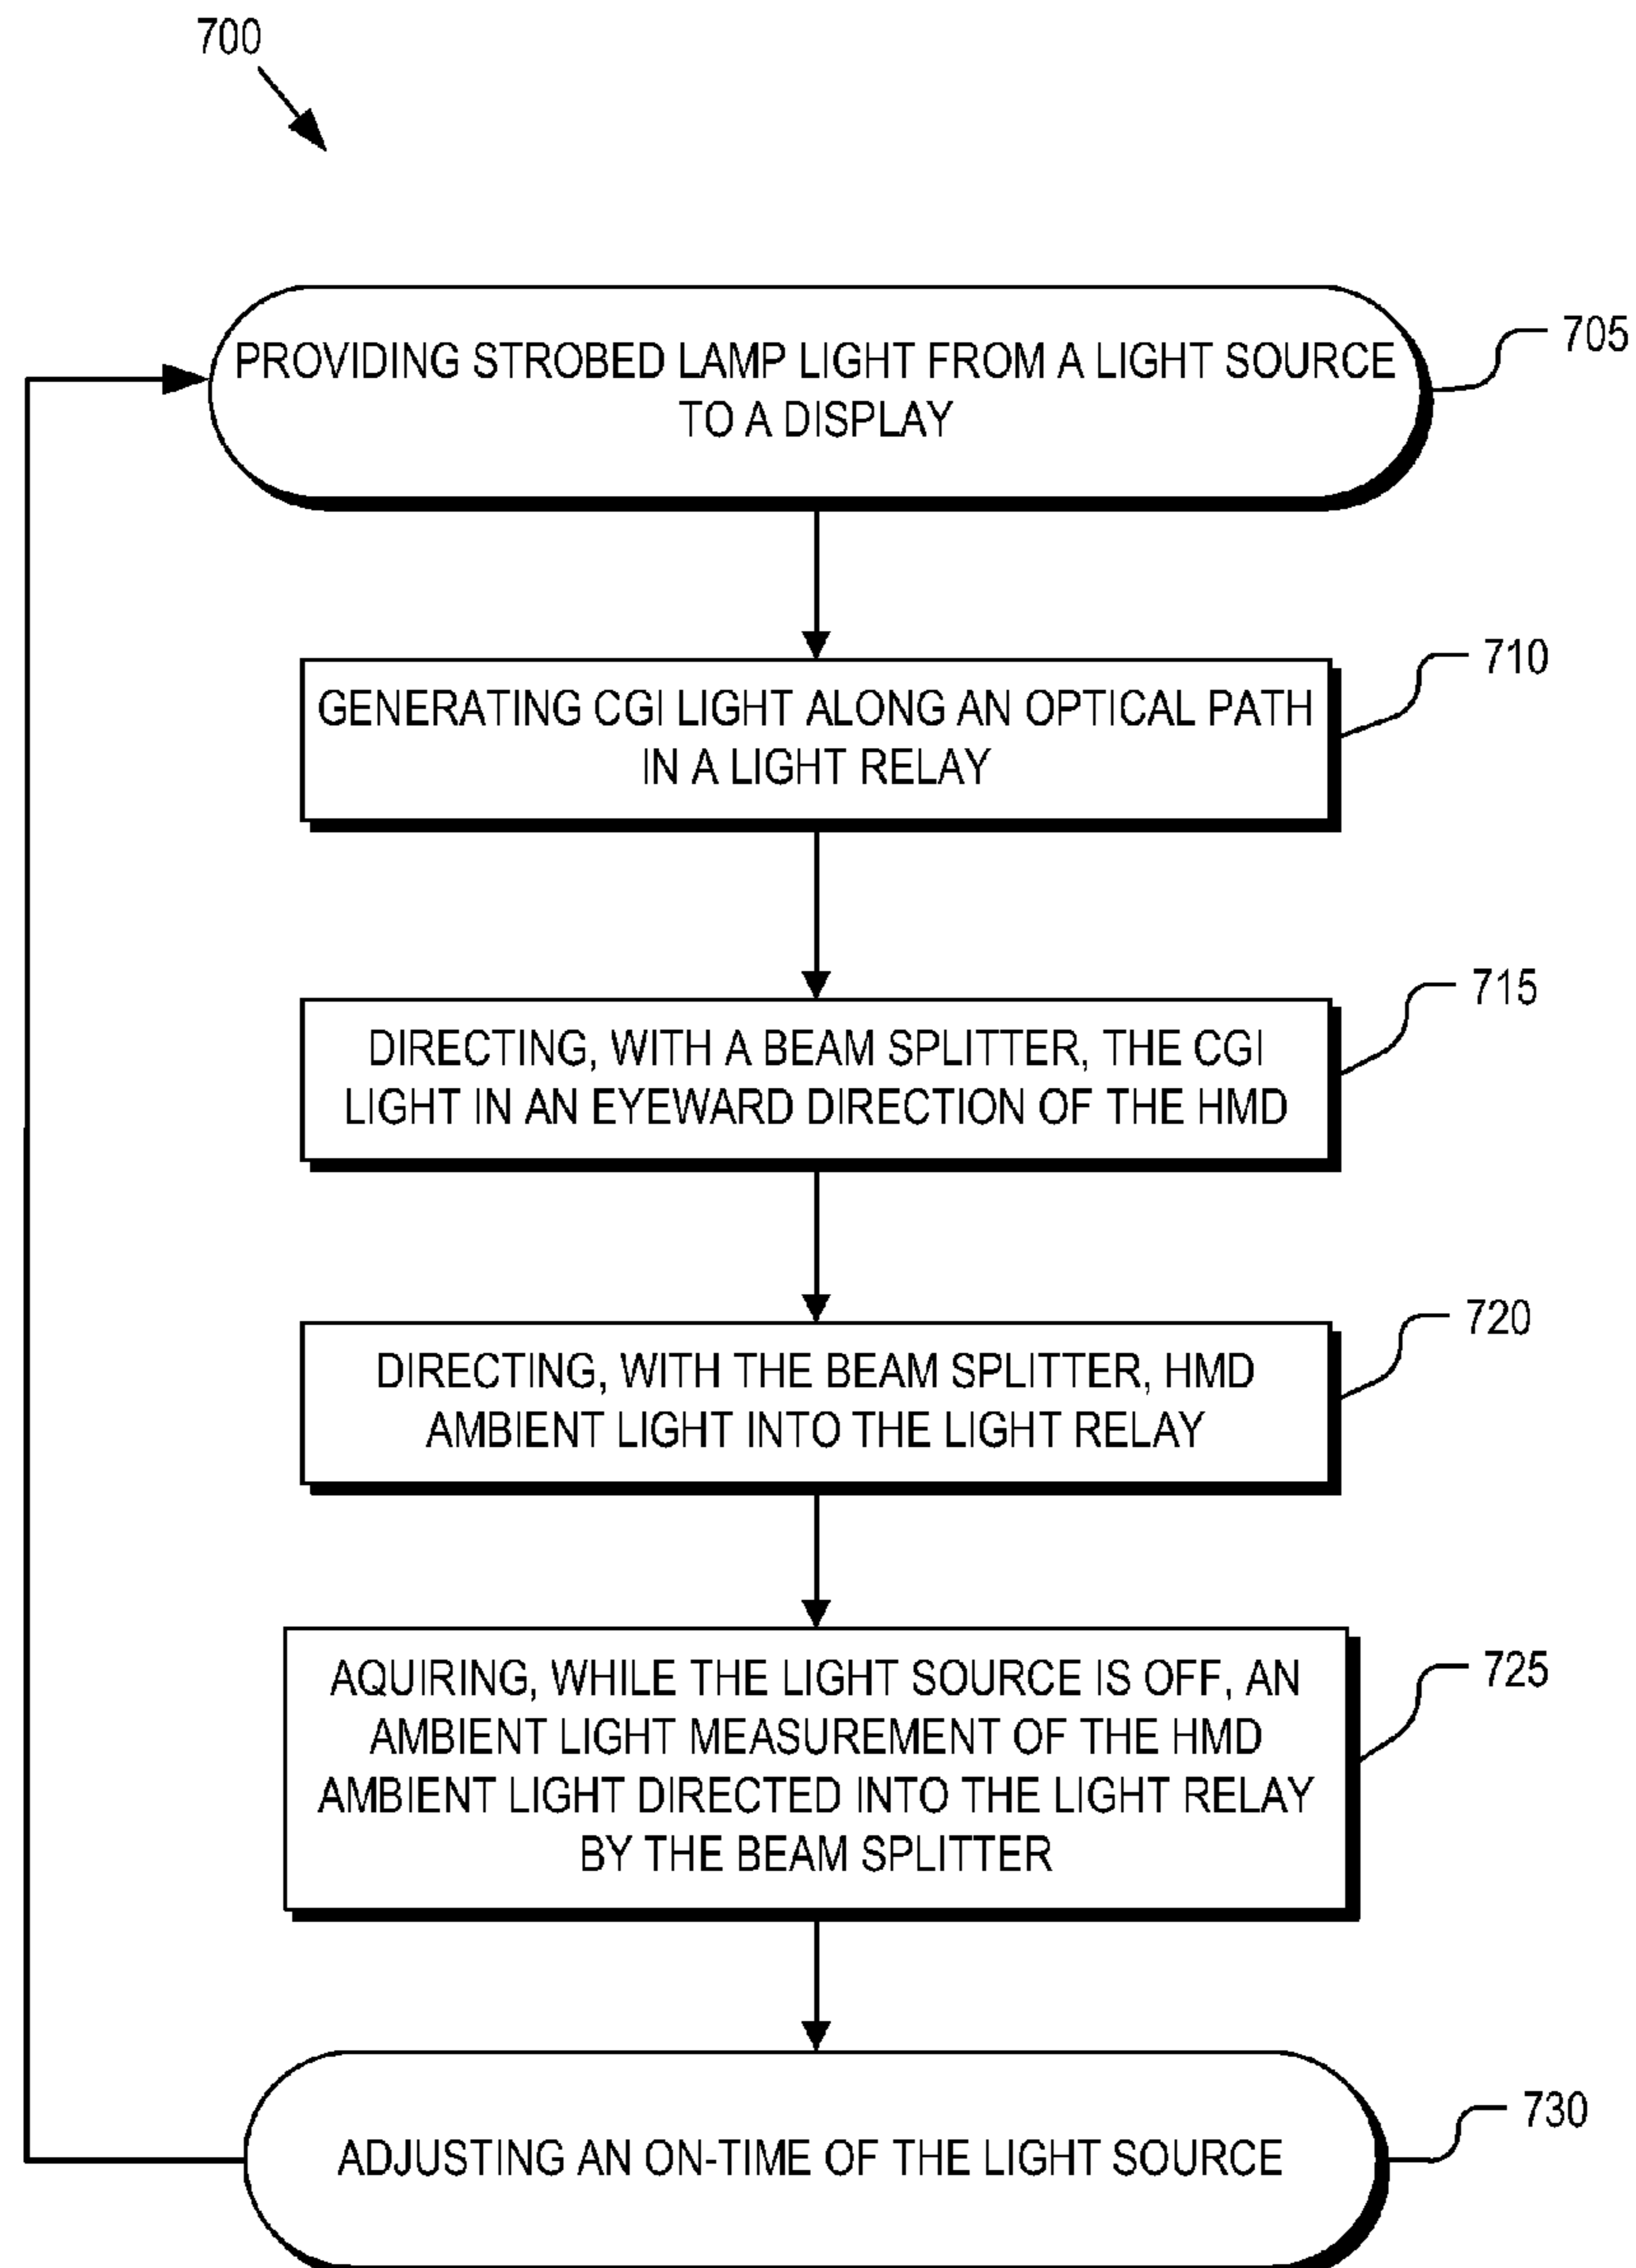 700
PROVIDING STROBED LAMP LIGHT FROM A LIGHT SOURCE
TO A DISPLAY
705
GENERATING CGI LIGHT ALONG AN OPTICAL PATH
IN A LIGHT RELAY
710
DIRECTING, WITH A BEAM SPLITTER, THE CGI
LIGHT IN AN EYEWARD DIRECTION OF THE HMD
715
DIRECTING, WITH THE BEAM SPLITTER, HMD
AMBIENT LIGHT INTO THE LIGHT RELAY
720
AQUIRING, WHILE THE LIGHT SOURCE IS OFF, AN
AMBIENT LIGHT MEASUREMENT OF THE HMD
AMBIENT LIGHT DIRECTED INTO THE LIGHT RELAY
BY THE BEAM SPLITTER
725
ADJUSTING AN ON-TIME OF THE LIGHT SOURCE
730